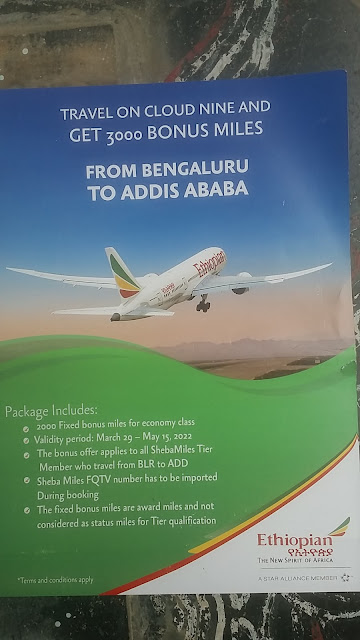 TRAVEL ON CLOUD NINE AND
GET 3000 BONUS MILES
FROM BENGALURU
TO ADDIS ABABA
Ethiopian
Package Includes:
2000 Fixed bonus miles for economy class
Validity period: March 29 – May 15, 2022
The bonus offer applies to all ShebaMiles Tier
Member who travel from BLR to ADD
Sheba Miles FQTV number has to be imported
During booking
The fixed bonus miles are award miles and not
considered as status miles for Tier qualification
Ethiopian
የኢትዮጵያ
THE NEW SPIRIT OF AFRICA
A STAR ALLIANCE MEMBER
*Terms and conditions apply